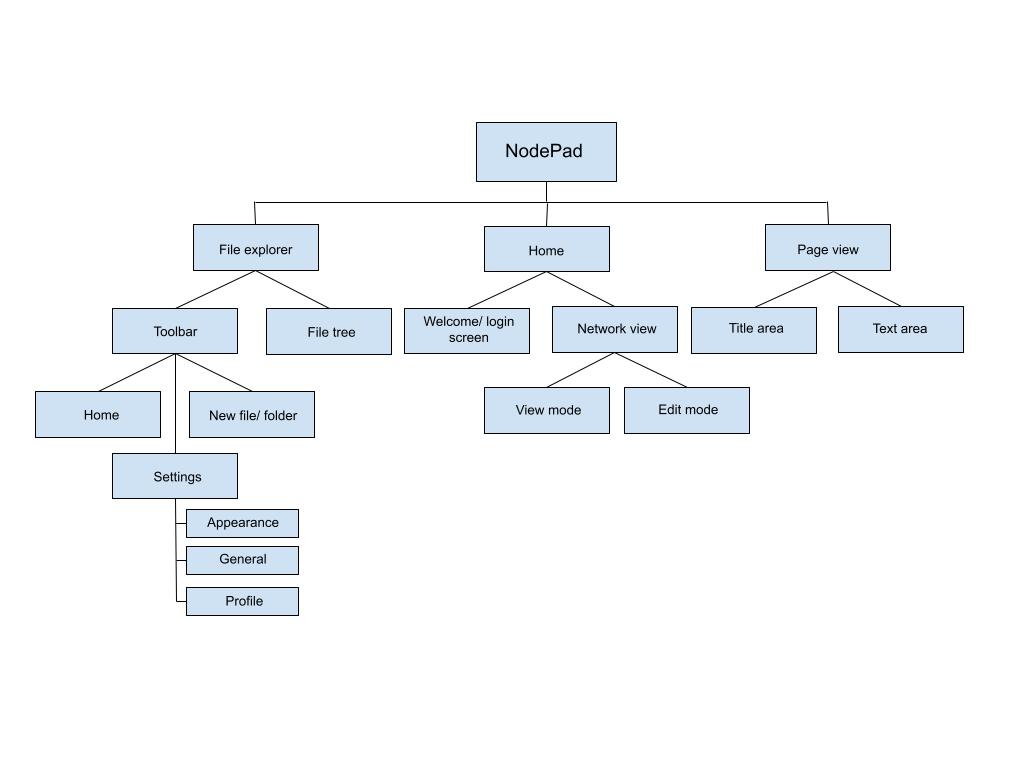 NodePad
File explorer
Home
Page view
Toolbar
File tree
Welcome/ login
screen
Network view
Title area
Text area
Home
New file/ folder
View mode
Edit mode
Settings
Appearance
General
Profile